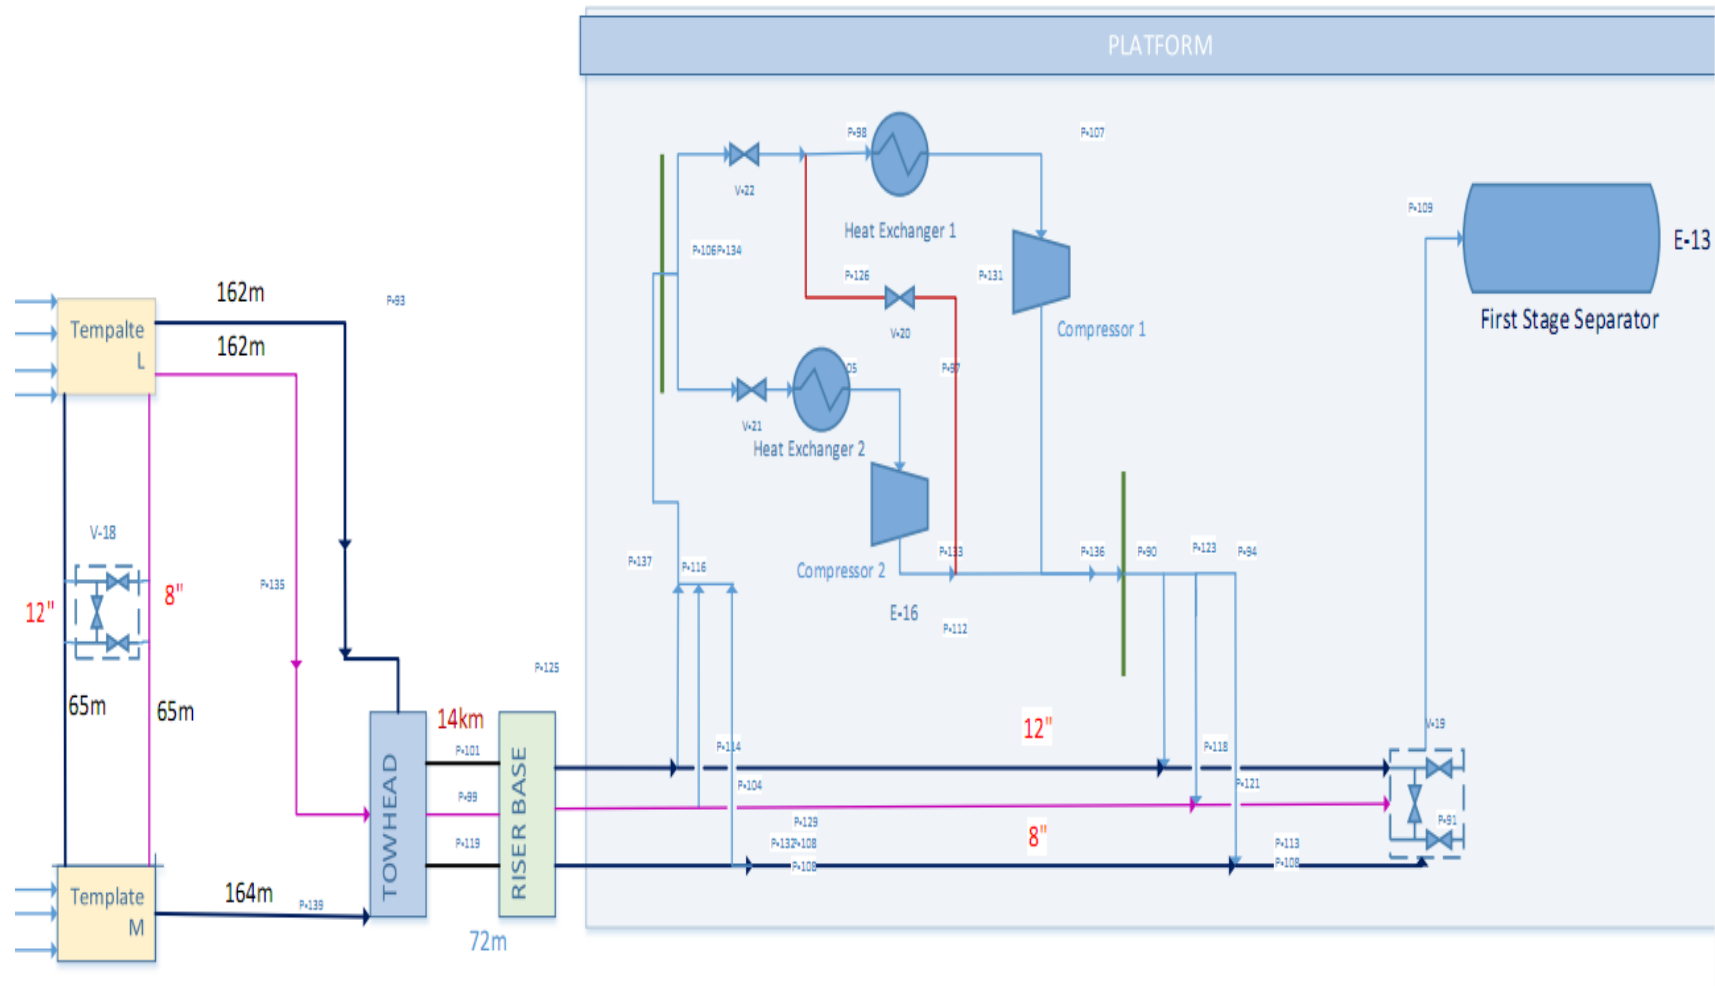 PLATFORM
P-98
P-107
V-22
P-109
Heat Exchanger 1
E-13
P-106P-134
P-126
P-131
162m
P-93
First Stage Separator
Tempalte
L
Compressor 1
V-20
162m
05
P-97
V-21
Heat Exchanger 2
V-18
P-133
P-136
P-90
P-123
P-94
P-137
P-116
Compressor 2
P-135
8"
12"
E-16
P-112
P-125
65m
65m
14km
12"
V-19
P-101
P-114
P-118
P-104
P-121
P-99
TOWHEAD
RISER BASE
P-129
P-91
8"
P-119
P-132P-108
P-113
P-108
P-108
Template
M
164m
P-139
72m